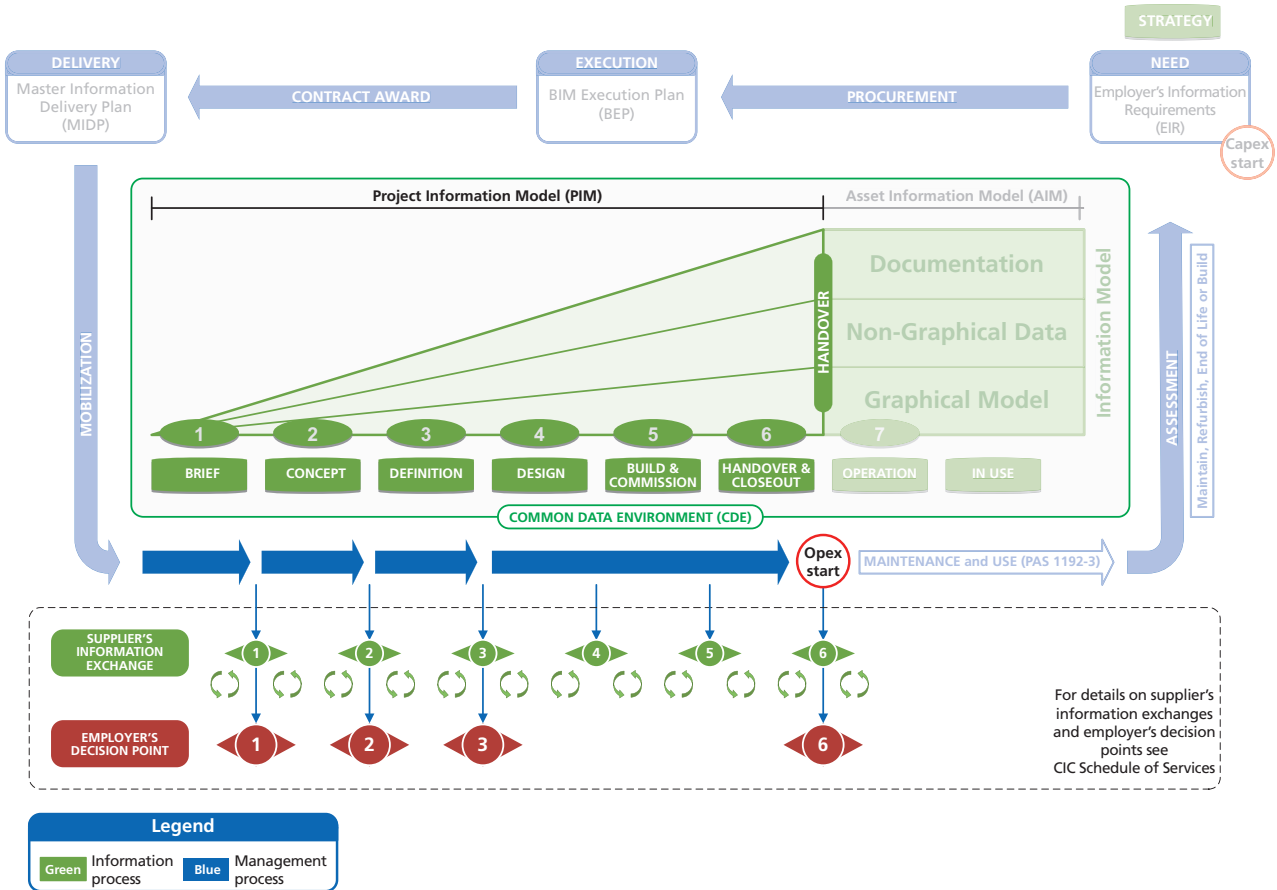 STRATEGY
DELIVERY
Master Information
Delivery Plan
(MIDP)
CONTRACT AWARD
EXECUTION
BIM Execution Plan
(BEP)
PROCUREMENT
NEED
Employer's Information
Requirements
(EIR)
Capex
start
Project Information Model (PIM)
Asset Information Model (AIM)
MOBILIZATION
HANDOVER
Documentation
Non-Graphical Data
Graphical Model
Information Model
ASSESSMENT
Maintain, Refurbish, End of Life or Build
1
2
3
4
5
6
7
BRIEF
CONCEPT
DEFINITION
DESIGN
BUILD &
COMMISSION
HANDOVER &
CLOSEOUT
OPERATION
IN USE
COMMON DATA ENVIRONMENT (CDE)
Opex
start
MAINTENANCE and USE (PAS 1192-3)
SUPPLIER'S
INFORMATION
EXCHANGE
1
2
3
4
5
6
EMPLOYER'S
DECISION POINT
1
2
3
6
For details on supplier's
information exchanges
and employer's decision
points see
CIC Schedule of Services
Legend
Green
Information
process
Blue
Management
process